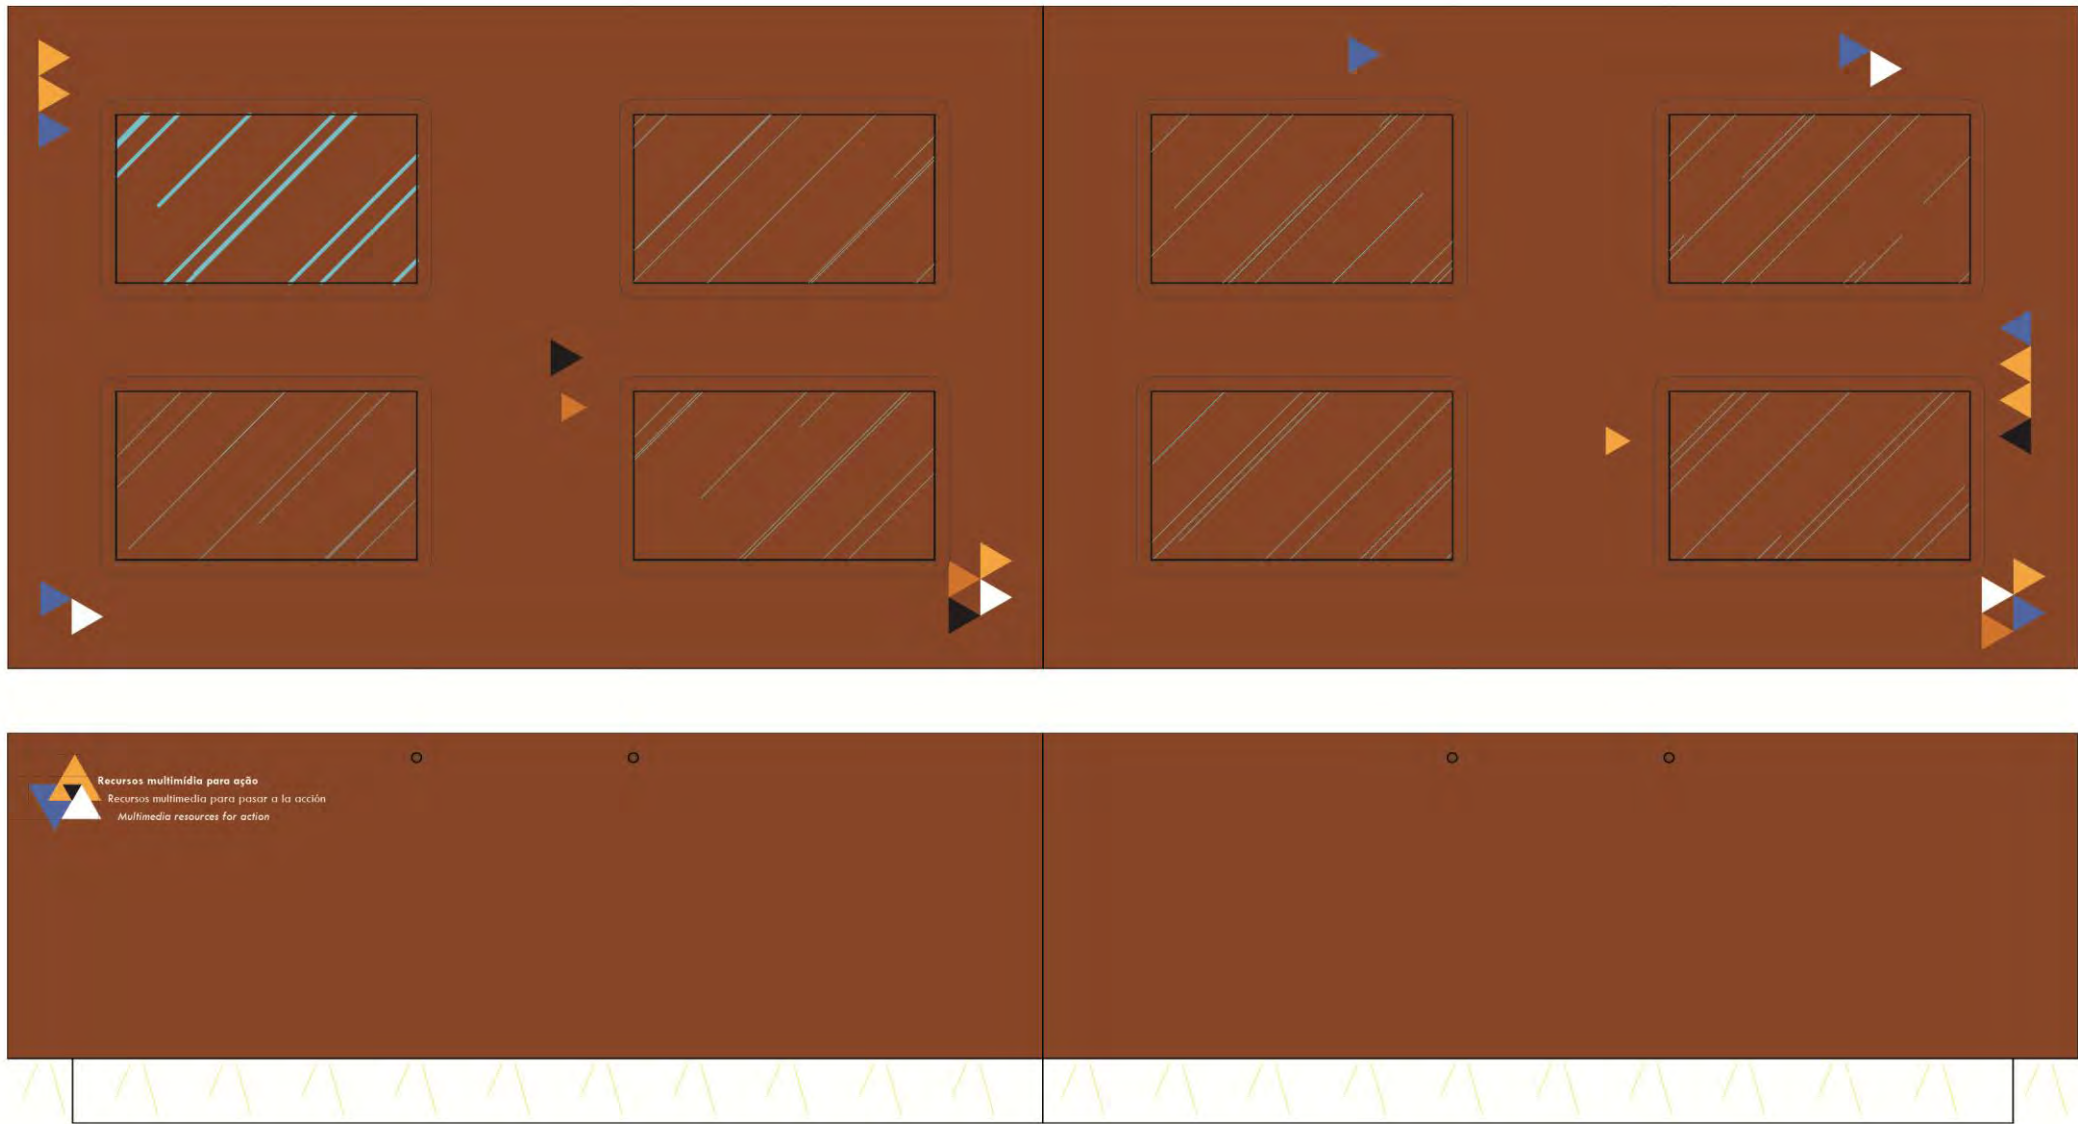 Recursos multimídia para ação
Recursos multimedia para pasar a la acción
Multimedia resources for action